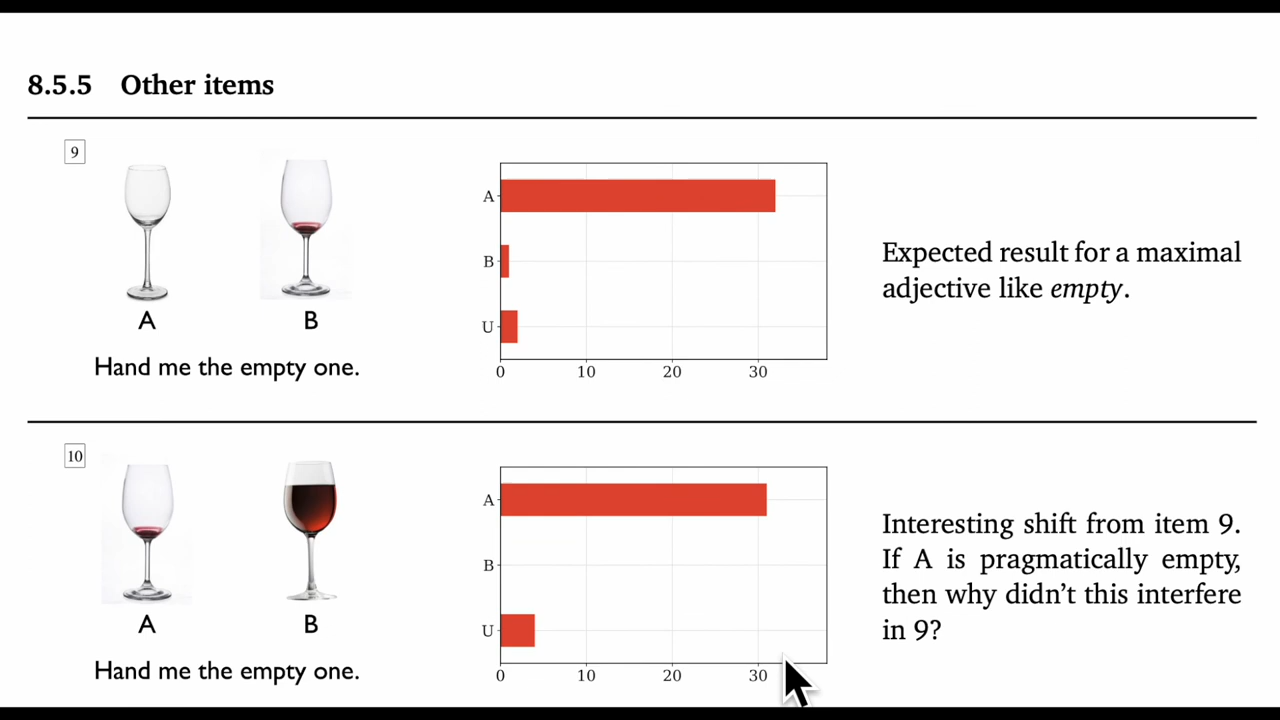 8.5.5 Other items
9
A
B
Hand me the empty one.
A
B
U
0 10 20 30
Expected result for a maximal
adjective like empty.
10
A
B
Hand me the empty one.
A
B
U
0 10 20 30
Interesting shift from item 9.
If A is pragmatically empty,
then why didn’t this interfere
in 9?